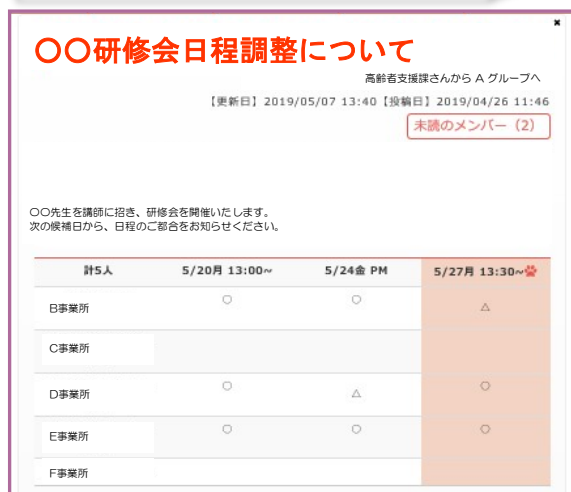 〇〇研修会日程調整について
高齢者支援課さんから A グループへ
【更新日】2019/05/07 13:40【投稿日】2019/04/26 11:46
未読のメンバー（2）
〇〇先生を講師に招き、研修会を開催いたします。
次の候補日から、日程のご都合をお知らせください。
計5人 5/20月 13:00~ 5/24金 PM 5/27月 13:30~
B事業所 〇 〇 △
C事業所
D事業所 〇 △ 〇
E事業所 〇 〇 〇
F事業所